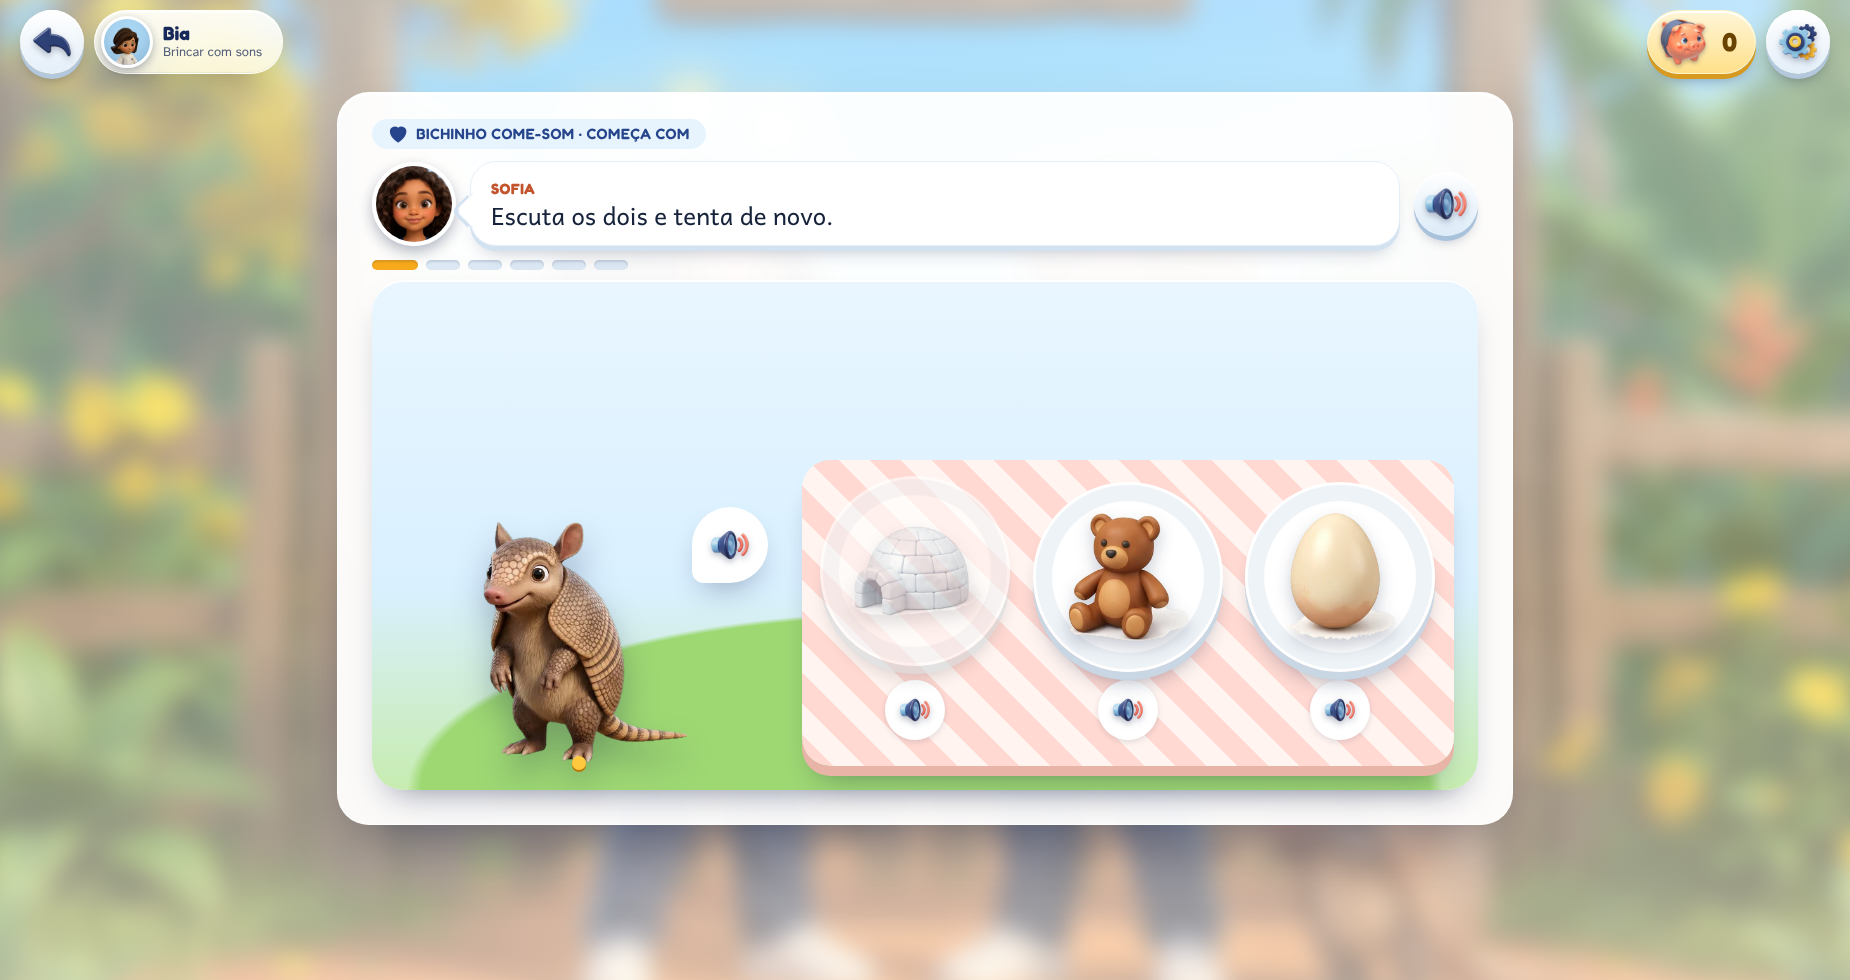 Bia
Brincar com sons
0
BICHINHO COME-SOM · COMEÇA COM
SOFIA
Escuta os dois e tenta de novo.